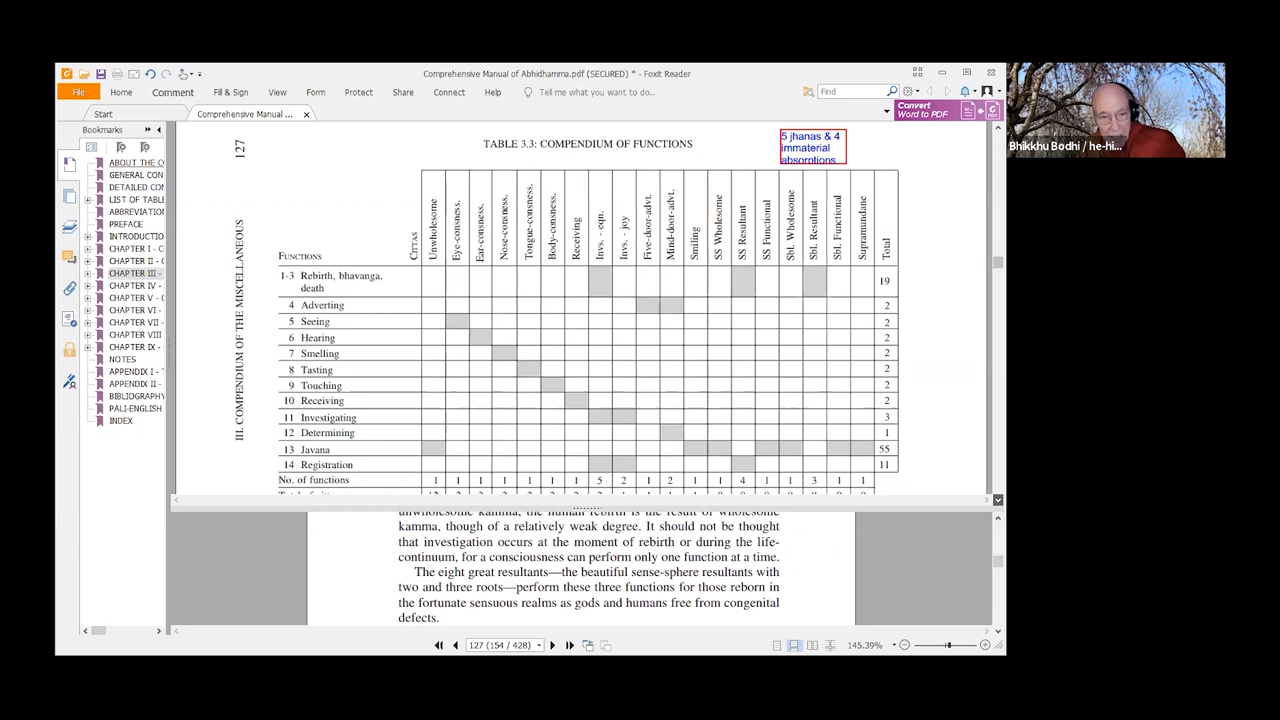 Comprehensive Manual of Abhidhamma.pdf (SECURED) * - Foxit Reader
File Home Comment Fill & Sign View Form Protect Share Connect Help Tell me what you want to do.. Find
Start Comprehensive Manual ...
Convert
Word to PDF
Bookmarks
ABOUT THE O
GENERAL CON
DETAILED CON
LIST OF TABLE
ABBREVIATION
PREFACE
INTRODUCTIO
CHAPTER I - C
CHAPTER II - C
CHAPTER III -
CHAPTER IV -
CHAPTER V - C
CHAPTER VI -
CHAPTER VII -
CHAPTER VIII
CHAPTER IX -
NOTES
APPENDIX I - T
APPENDIX II -
BIBLIOGRAPHY
PALI-ENGLISH
INDEX
127
III. COMPENDIUM OF THE MISCELLANEOUS
TABLE 3.3: COMPENDIUM OF FUNCTIONS
5 jhanas & 4
immaterial
absorptions
FUNCTIONS
CITTAS
Unwholesome
Eye-consness.
Ear-consness.
Nose-consness.
Tongue-consness.
Body-consness.
Receiving
Invs. - eqn.
Invs. - joy
Five-door-advt.
Mind-door-advt.
Smiling
SS Wholesome
SS Resultant
SS Functional
Sbl. Wholesome
Sbl. Resultant
Sbl. Functional
Supramundane
Total
1-3 Rebirth, bhavanga,
death 19
4 Adverting 2
5 Seeing 2
6 Hearing 2
7 Smelling 2
8 Tasting 2
9 Touching 2
10 Receiving 2
11 Investigating 3
12 Determining 1
13 Javana 55
14 Registration 11
No. of functions 1 1 1 1 1 1 1 5 2 1 2 1 1 4 1 1 3 1 1
unwholesome kamma, the human rebirth is the result of wholesome
kamma, though of a relatively weak degree. It should not be thought
that investigation occurs at the moment of rebirth or during the life-
continuum, for a consciousness can perform only one function at a time.
The eight great resultants—the beautiful sense-sphere resultants with
two and three roots—perform these three functions for those reborn in
the fortunate sensuous realms as gods and humans free from congenital
defects.
127 (154 / 428)
145.39%
Bhikkhu Bodhi / he-hi...